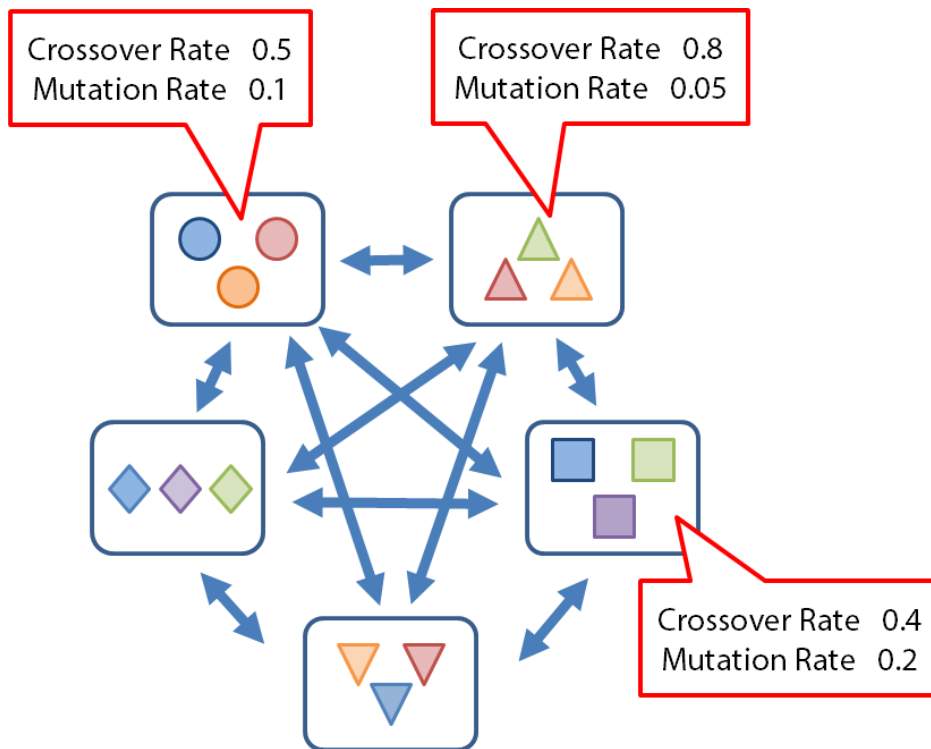 Crossover Rate 0.5
Mutation Rate 0.1
Crossover Rate 0.8
Mutation Rate 0.05
Crossover Rate 0.4
Mutation Rate 0.2